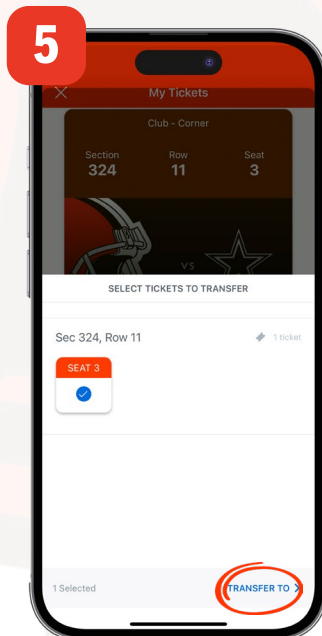 5
My Tickets
Club - Corner
Section Row Seat
324 11 3
VS
SELECT TICKETS TO TRANSFER
Sec 324, Row 11 1 ticket
SEAT 3
1 Selected TRANSFER TO